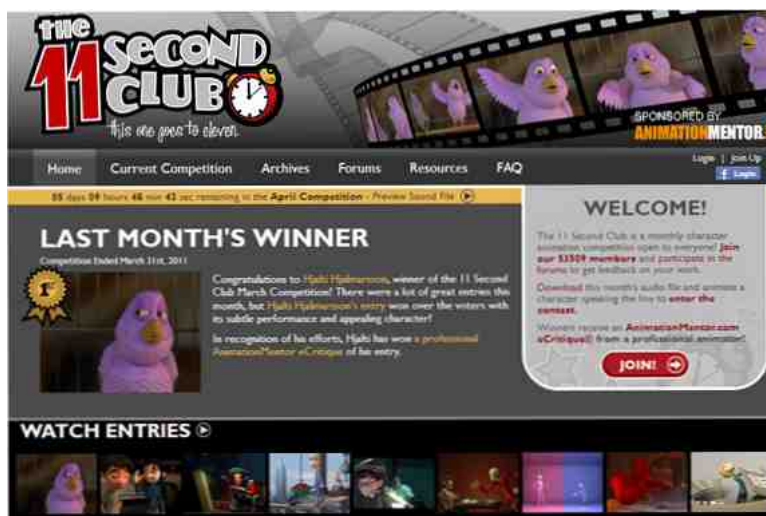 the
11 SECOND
CLUB
this one goes to eleven.
SPONSORED BY
ANIMATIONMENTOR.
Home Current Competition Archives Forums Resources FAQ
Login | Join Up
f Login
05 days 09 hours 46 min 42 sec remaining in the April Competition - Preview Sound File
LAST MONTH'S WINNER
Competition Ended March 31st, 2011
1st
Congratulations to Hjalti Hjalmarsson, winner of the 11 Second
Club March Competition! There were a lot of great entries this
month, but Hjalti Hjalmarsson's entry won over the voters with
its subtle performance and appealing character!
In recognition of his efforts, Hjalti has won a professional
AnimationMentor eCritique of his entry.
WELCOME!
The 11 Second Club is a monthly character
animation competition open to everyone! Join
our 53509 members and participate in the
forums to get feedback on your work.
Download this month's audio file and animate a
character speaking the line to enter the
contest.
Winners receive an AnimationMentor.com
eCritique® from a professional animator!
JOIN!
WATCH ENTRIES